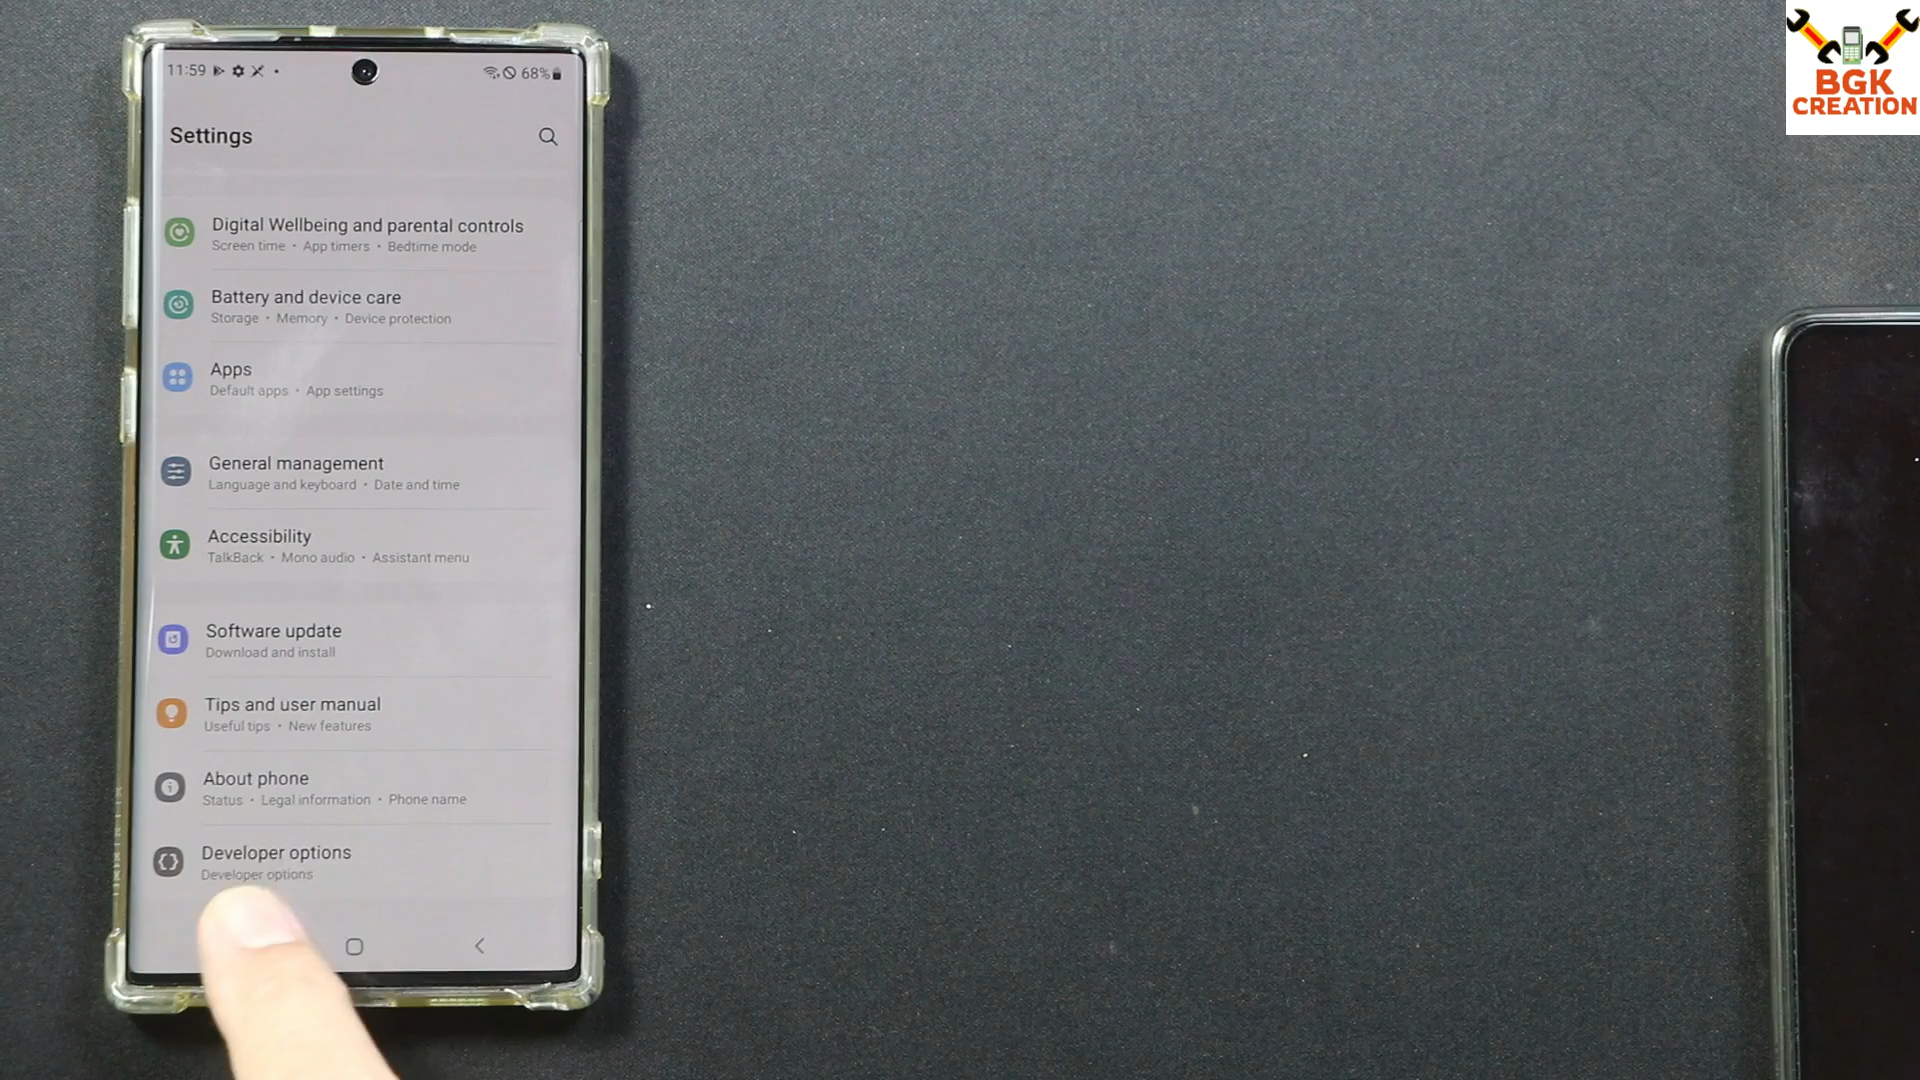 11:59
68%
BGK
CREATION
Settings
Digital Wellbeing and parental controls
Screen time • App timers • Bedtime mode
Battery and device care
Storage • Memory • Device protection
Apps
Default apps • App settings
General management
Language and keyboard • Date and time
Accessibility
TalkBack • Mono audio • Assistant menu
Software update
Download and install
Tips and user manual
Useful tips • New features
About phone
Status • Legal information • Phone name
Developer options
Developer options